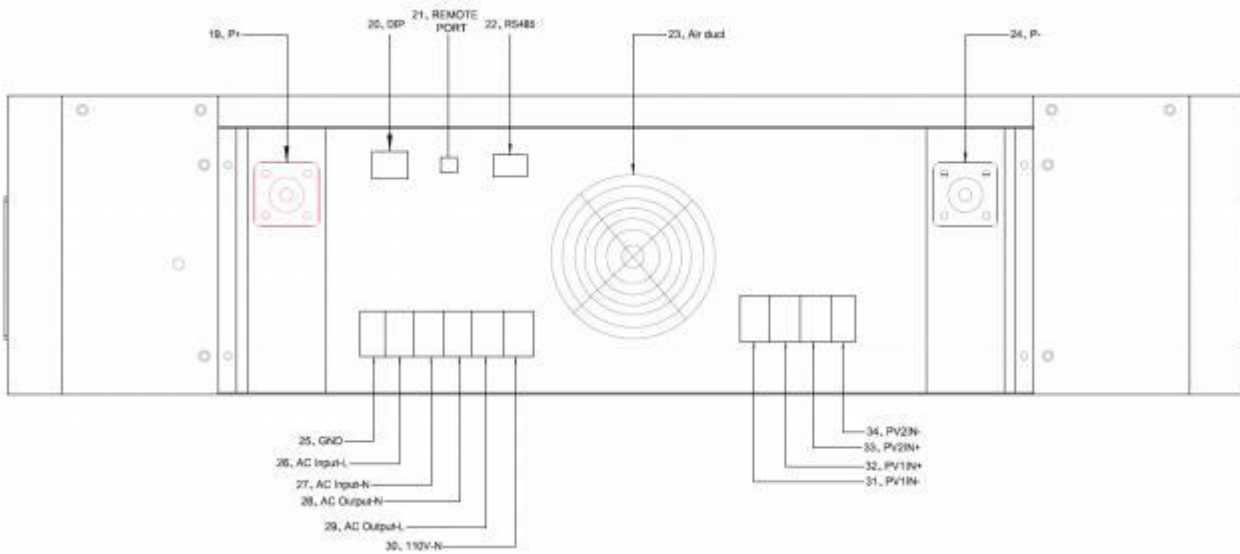 19、P+
20、DIP
21、REMOTE
PORT
22、RS485
23、Air duct
24、P-
25、GND
26、AC Input-L
27、AC Input-N
28、AC Output-N
29、AC Output-L
30、110V-N
34、PV2IN-
33、PV2IN+
32、PV1IN+
31、PV1IN-